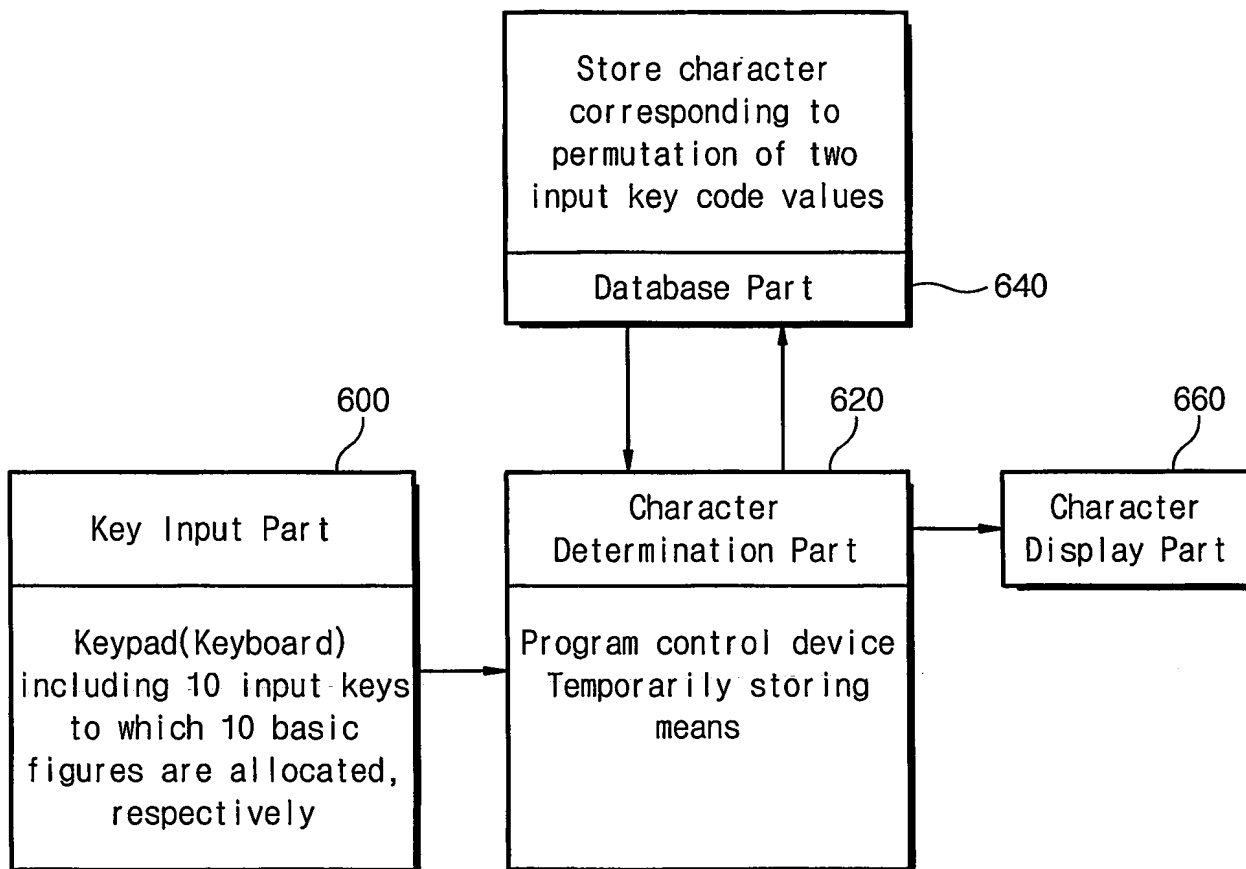 Store character
corresponding to
permutation of two
input key code values
Database Part
640
600
Key Input Part
Keypad(Keyboard)
including 10 input keys
to which 10 basic
figures are allocated,
respectively
620
Character
Determination Part
Program control device
Temporarily storing
means
660
Character
Display Part